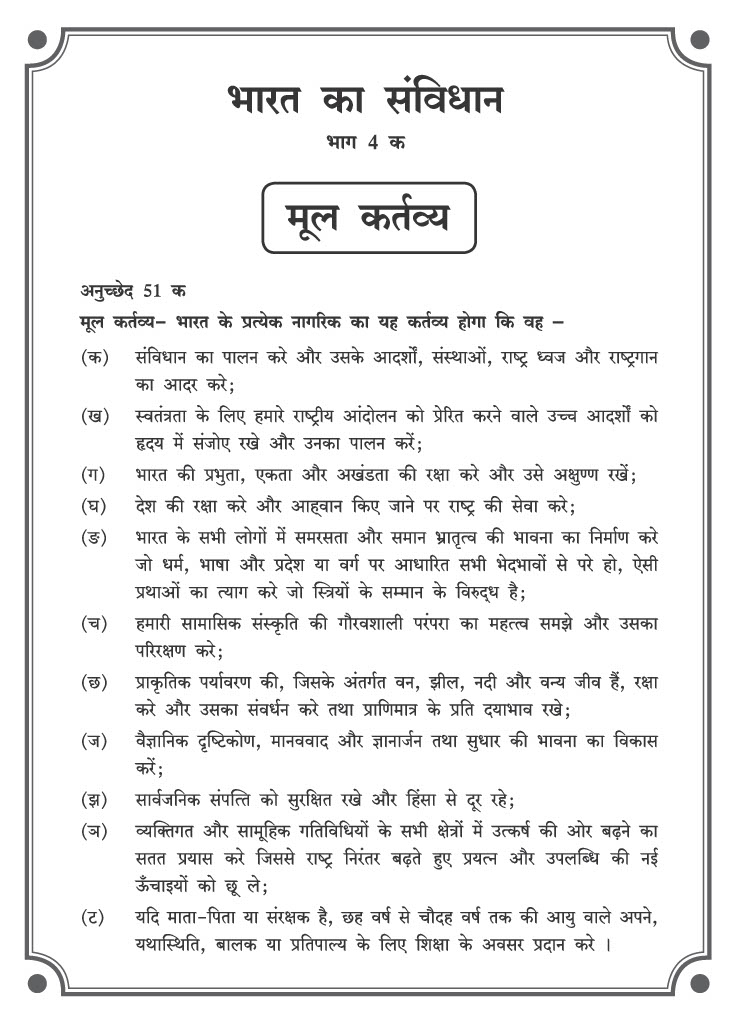 भारत का संविधान
भाग 4 क
मूल कर्तव्य
अनुच्छेद 51 क
मूल कर्तव्य– भारत के प्रत्येक नागरिक का यह कर्तव्य होगा कि वह –
(क) संविधान का पालन करे और उसके आदर्शों, संस्थाओं, राष्ट्र ध्वज और राष्ट्रगान
का आदर करे;
(ख) स्वतंत्रता के लिए हमारे राष्ट्रीय आंदोलन को प्रेरित करने वाले उच्च आदर्शों को
हृदय में संजोए रखे और उनका पालन करें;
(ग) भारत की प्रभुता, एकता और अखंडता की रक्षा करे और उसे अक्षुण्ण रखें;
(घ) देश की रक्षा करे और आह्वान किए जाने पर राष्ट्र की सेवा करे;
(ङ) भारत के सभी लोगों में समरसता और समान भ्रातृत्व की भावना का निर्माण करे
जो धर्म, भाषा और प्रदेश या वर्ग पर आधारित सभी भेदभावों से परे हो, ऐसी
प्रथाओं का त्याग करे जो स्त्रियों के सम्मान के विरुद्ध है;
(च) हमारी सामासिक संस्कृति की गौरवशाली परंपरा का महत्त्व समझे और उसका
परिरक्षण करे;
(छ) प्राकृतिक पर्यावरण की, जिसके अंतर्गत वन, झील, नदी और वन्य जीव हैं, रक्षा
करे और उसका संवर्धन करे तथा प्राणिमात्र के प्रति दयाभाव रखे;
(ज) वैज्ञानिक दृष्टिकोण, मानववाद और ज्ञानार्जन तथा सुधार की भावना का विकास
करें;
(झ) सार्वजनिक संपत्ति को सुरक्षित रखे और हिंसा से दूर रहे;
(ञ) व्यक्तिगत और सामूहिक गतिविधियों के सभी क्षेत्रों में उत्कर्ष की ओर बढ़ने का
सतत प्रयास करे जिससे राष्ट्र निरंतर बढ़ते हुए प्रयत्न और उपलब्धि की नई
ऊँचाइयों को छू ले;
(ट) यदि माता-पिता या संरक्षक है, छह वर्ष से चौदह वर्ष तक की आयु वाले अपने,
यथास्थिति, बालक या प्रतिपाल्य के लिए शिक्षा के अवसर प्रदान करे ।